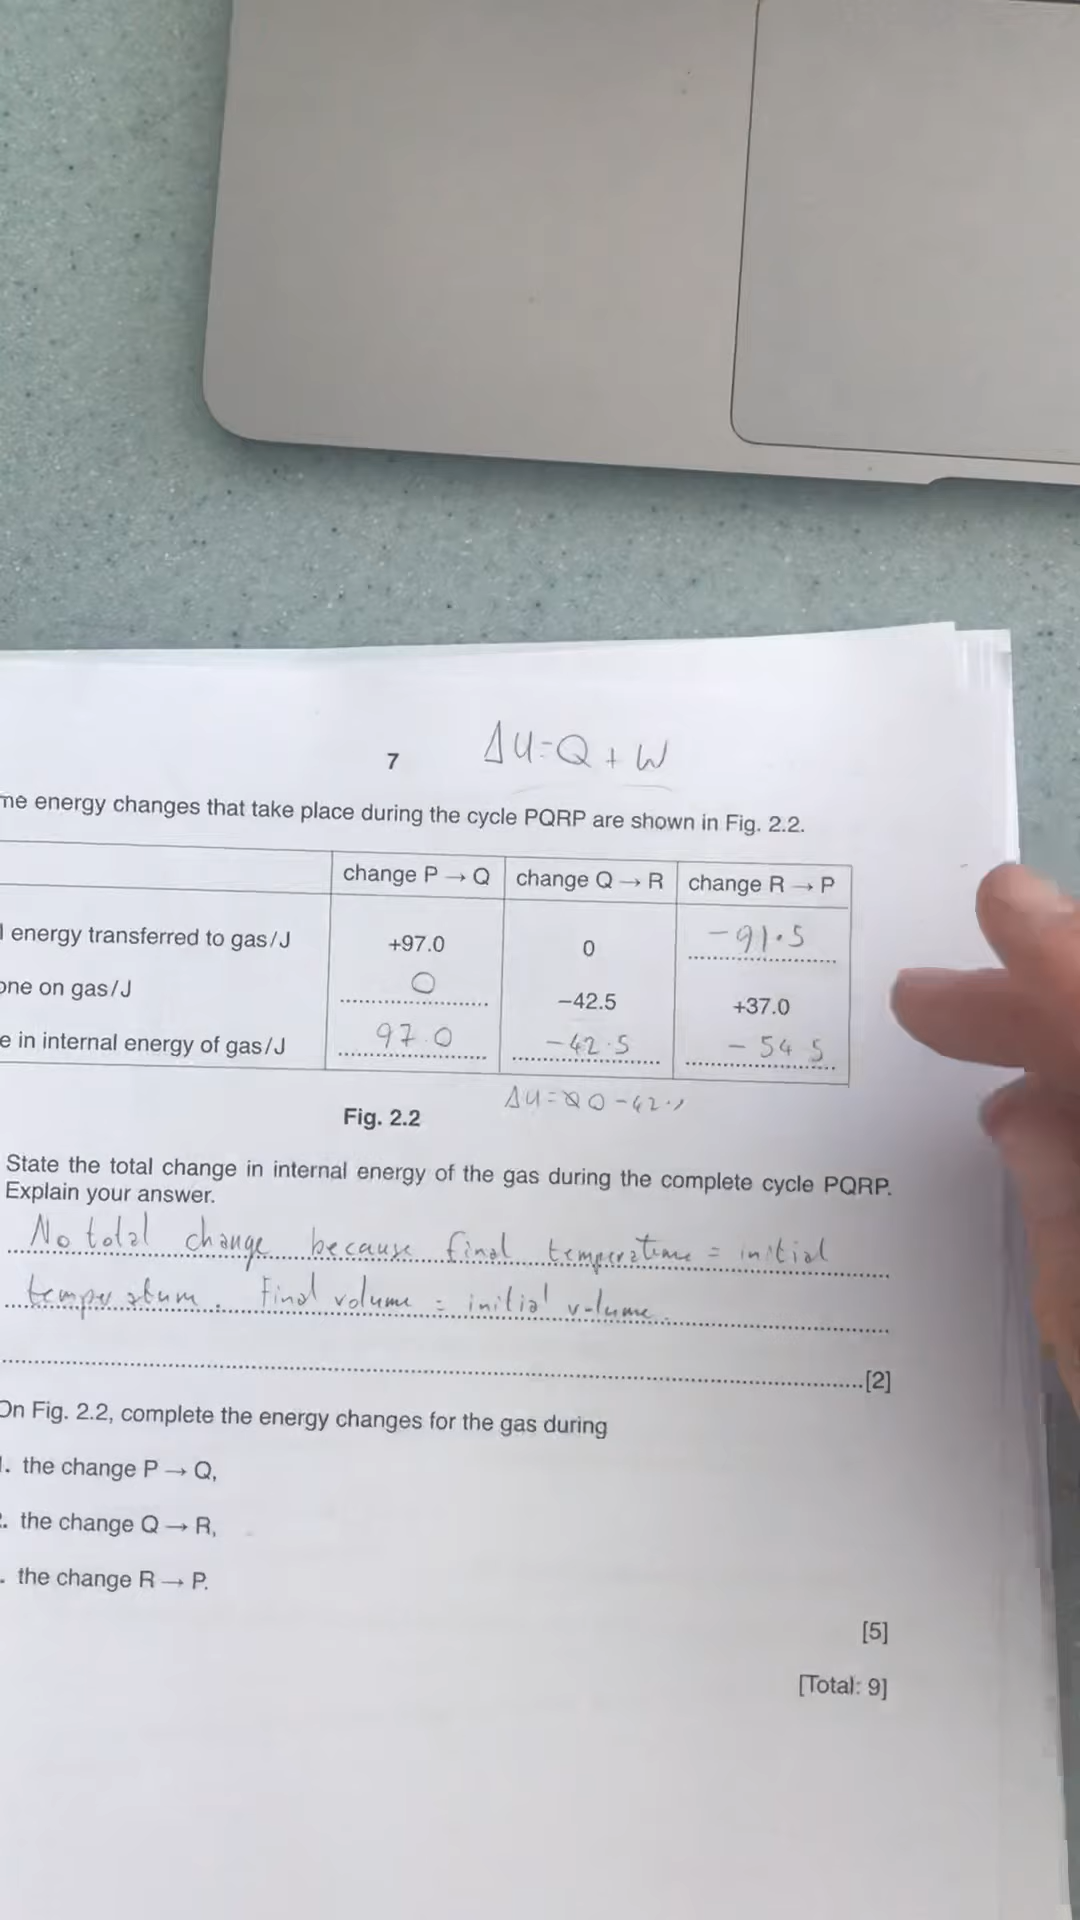 ΔU=Q+W
7
me energy changes that take place during the cycle PQRP are shown in Fig. 2.2.
change P → Q change Q → R change R → P
l energy transferred to gas/J +97.0 0 -91.5
one on gas/J 0 -42.5 +37.0
e in internal energy of gas/J 97.0 -42.5 -54.5
ΔU= 0-42.
Fig. 2.2
State the total change in internal energy of the gas during the complete cycle PQRP.
Explain your answer.
No total change because final temperature = initial
temperature. Final volume = initial volume.
[2]
On Fig. 2.2, complete the energy changes for the gas during
. the change P → Q,
. the change Q → R,
. the change R → P.
[5]
[Total: 9]